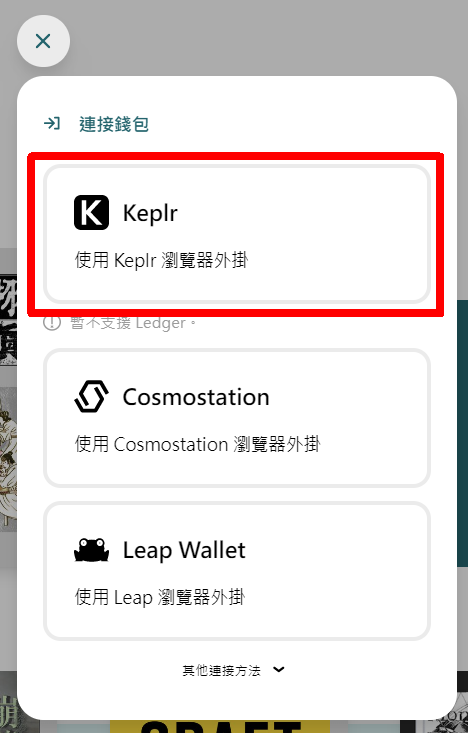 連接錢包
Keplr
使用 Keplr 瀏覽器外掛
暫不支援 Ledger。
Cosmostation
使用 Cosmostation 瀏覽器外掛
Leap Wallet
使用 Leap 瀏覽器外掛
其他連接方法